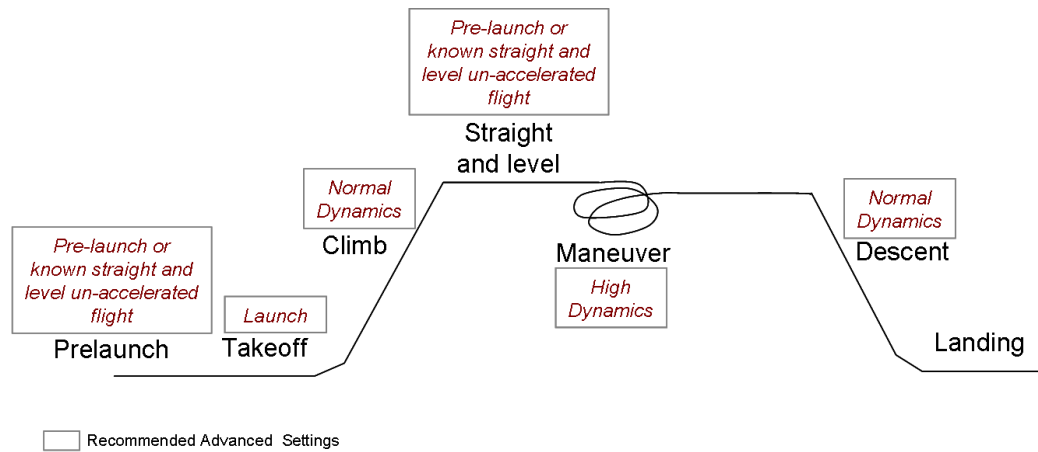 Pre-launch or
known straight and
level un-accelerated
flight
Straight
and level
Normal
Dynamics
Climb
Normal
Dynamics
Descent
Pre-launch or
known straight and
level un-accelerated
flight
Prelaunch
Launch
Takeoff
Maneuver
High
Dynamics
Landing
Recommended Advanced Settings